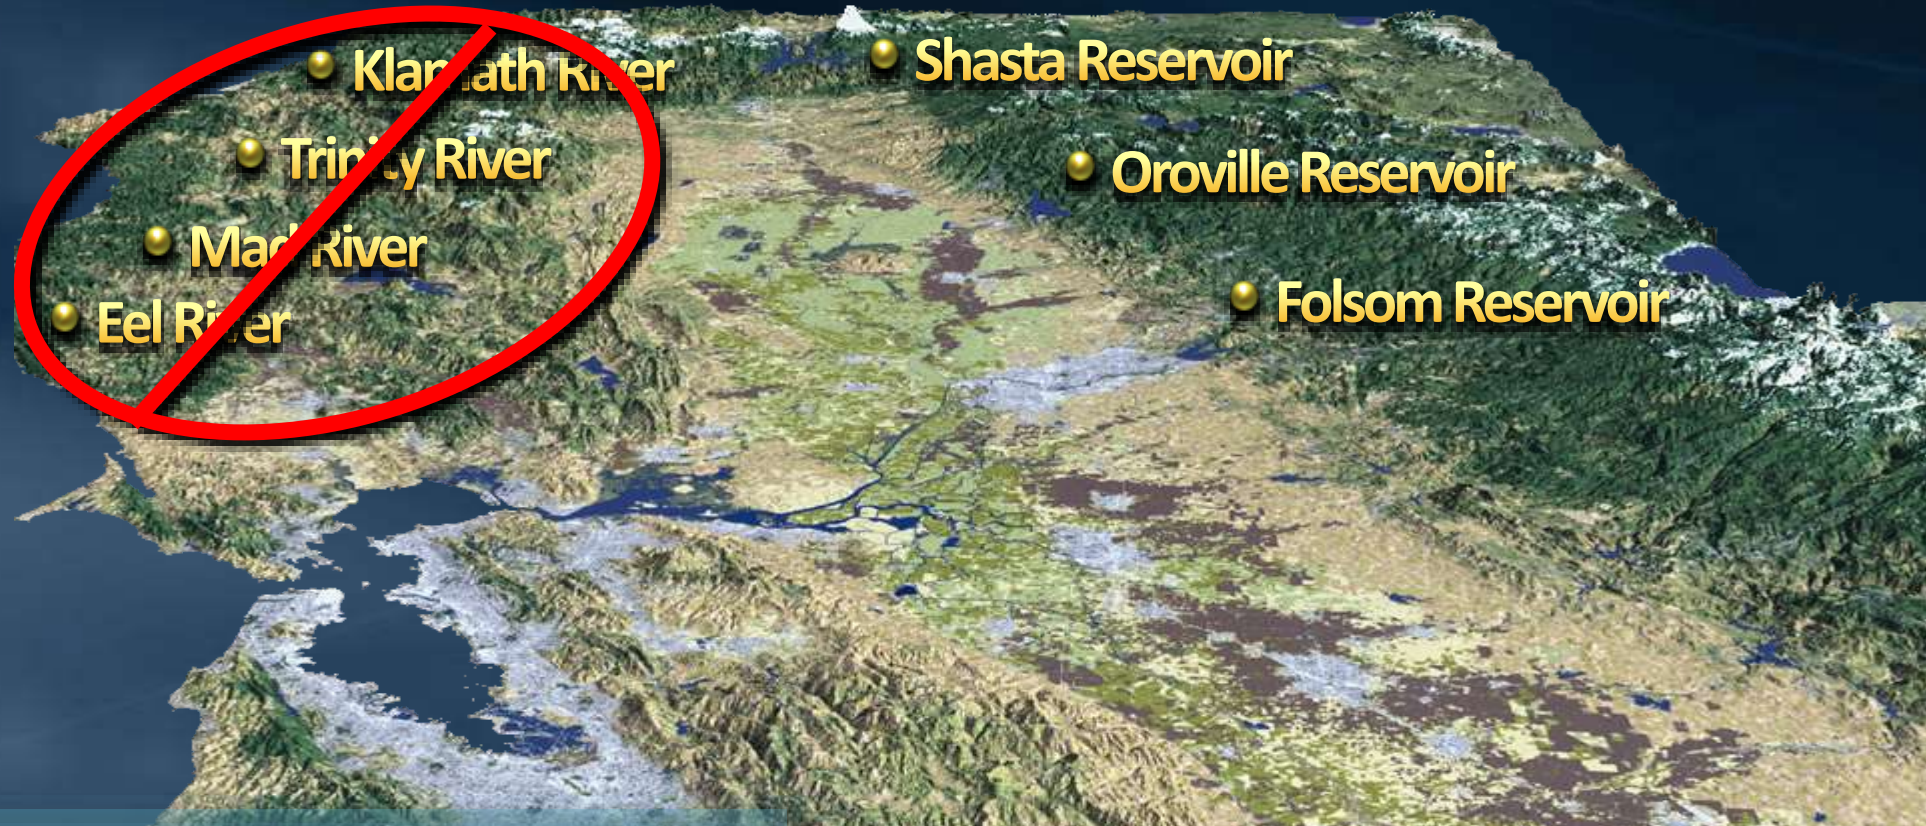 Klamath River
Shasta Reservoir
Trinity River
Oroville Reservoir
Mad River
Folsom Reservoir
Eel River